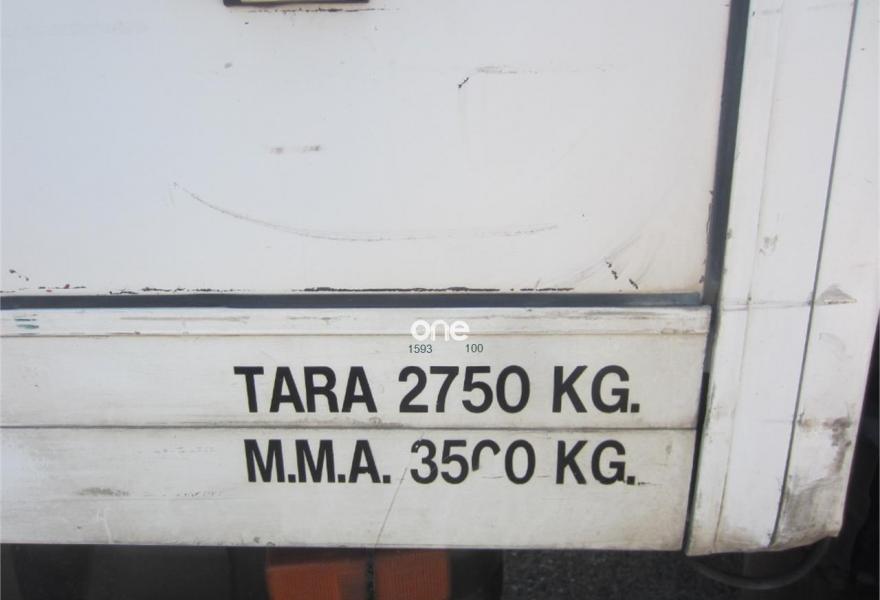 one
1593 100
TARA 2750 KG.
M.M.A. 3500 KG.